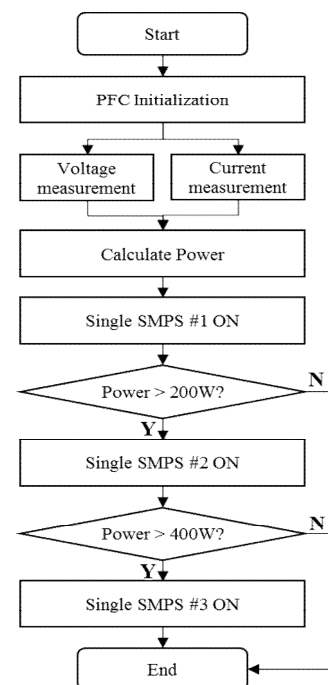 Start
PFC Initialization
Voltage
measurement
Current
measurement
Calculate Power
Single SMPS #1 ON
Power > 200W?
N
Y
Single SMPS #2 ON
Power > 400W?
N
Y
Single SMPS #3 ON
End